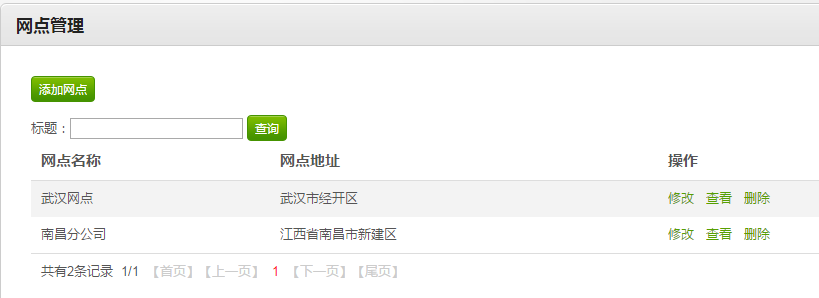 网点管理
添加网点
标题： 查询
网点名称 网点地址 操作
武汉网点 武汉市经开区 修改 查看 删除
南昌分公司 江西省南昌市新建区 修改 查看 删除
共有2条记录 1/1 【首页】【上一页】 1 【下一页】【尾页】